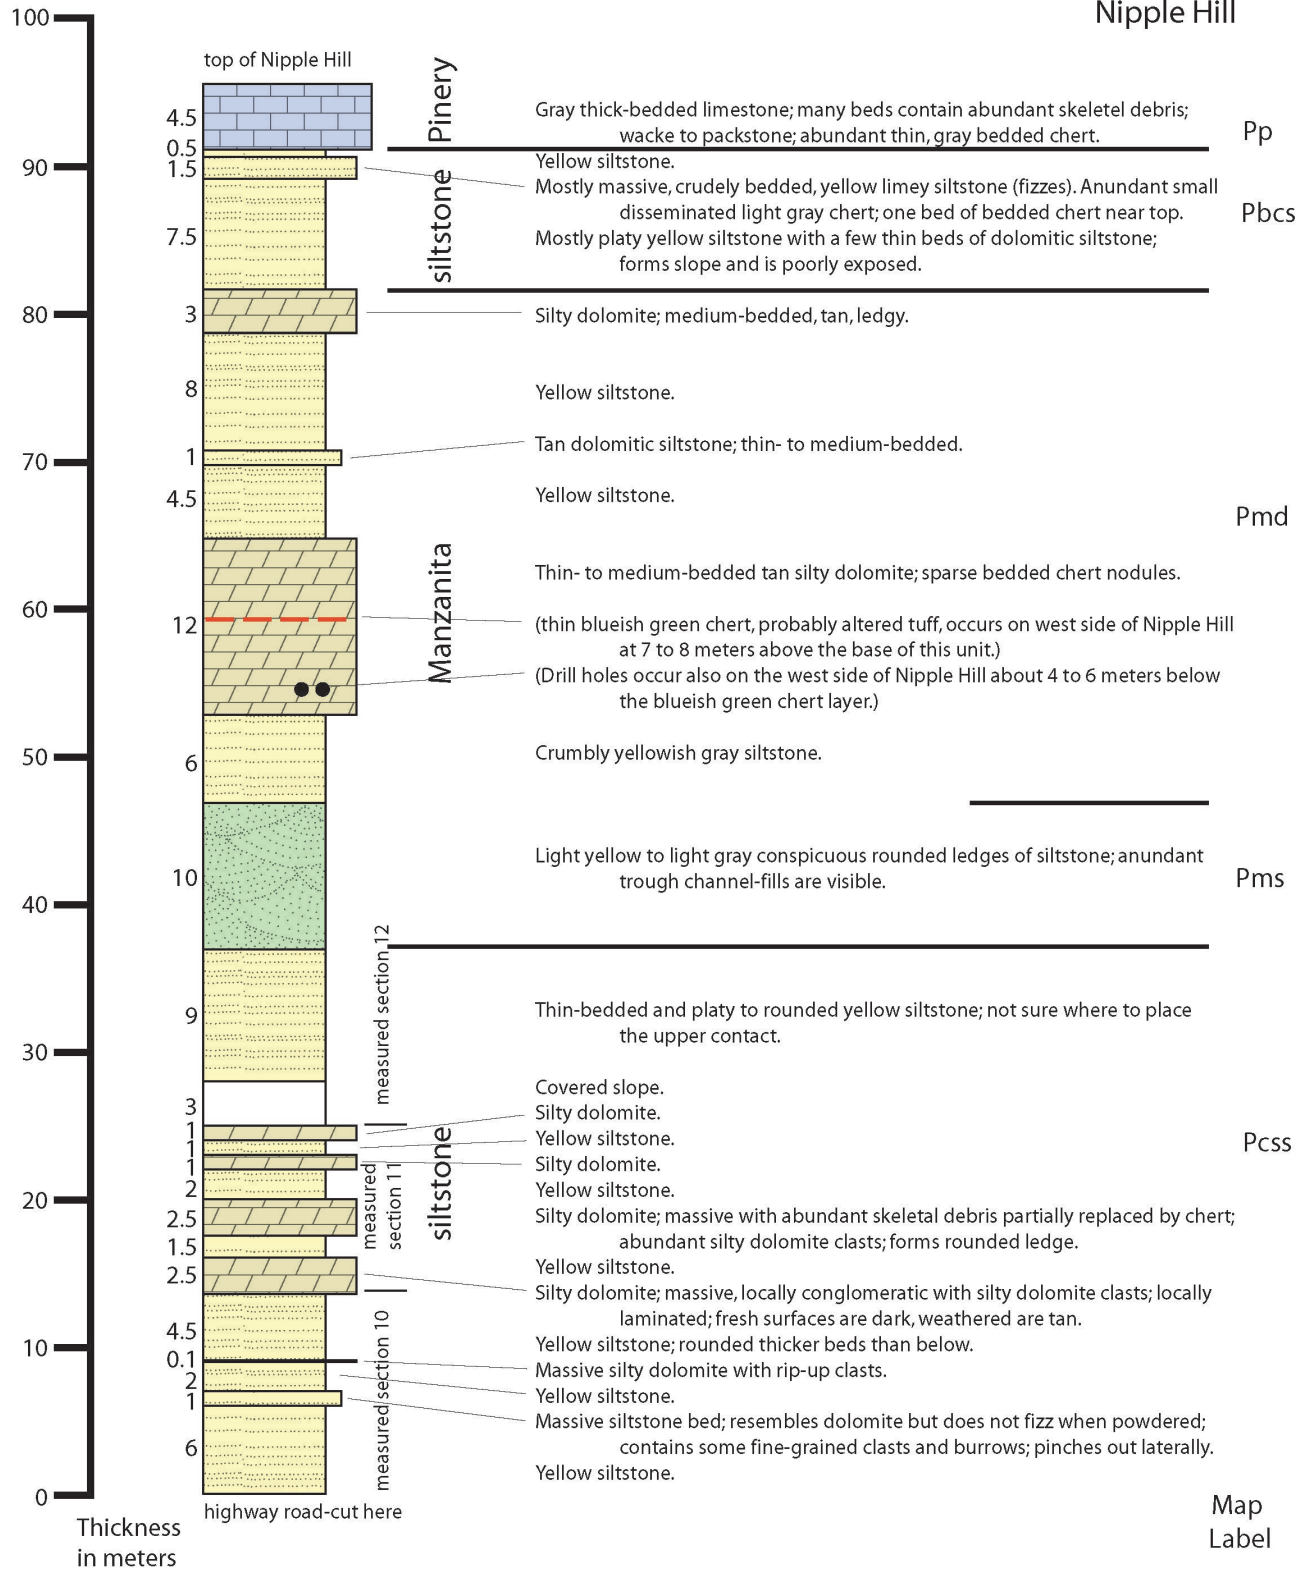 Nipple Hill
100
90
80
70
60
50
40
30
20
10
0
Thickness
in meters
top of Nipple Hill
4.5
0.5
1.5
7.5
3
8
1
4.5
12
6
10
9
3
1
1
1
2
2.5
1.5
2.5
4.5
0.1
2
1
6
highway road-cut here
measured section 12
measured
section 11
measured section 10
Pinery
siltstone
Manzanita
siltstone
Gray thick-bedded limestone; many beds contain abundant skeletel debris;
wacke to packstone; abundant thin, gray bedded chert.
Yellow siltstone.
Mostly massive, crudely bedded, yellow limey siltstone (fizzes). Anundant small
disseminated light gray chert; one bed of bedded chert near top.
Mostly platy yellow siltstone with a few thin beds of dolomitic siltstone;
forms slope and is poorly exposed.
Silty dolomite; medium-bedded, tan, ledgy.
Yellow siltstone.
Tan dolomitic siltstone; thin- to medium-bedded.
Yellow siltstone.
Thin- to medium-bedded tan silty dolomite; sparse bedded chert nodules.
(thin blueish green chert, probably altered tuff, occurs on west side of Nipple Hill
at 7 to 8 meters above the base of this unit.)
(Drill holes occur also on the west side of Nipple Hill about 4 to 6 meters below
the blueish green chert layer.)
Crumbly yellowish gray siltstone.
Light yellow to light gray conspicuous rounded ledges of siltstone; anundant
trough channel-fills are visible.
Thin-bedded and platy to rounded yellow siltstone; not sure where to place
the upper contact.
Covered slope.
Silty dolomite.
Yellow siltstone.
Silty dolomite.
Yellow siltstone.
Silty dolomite; massive with abundant skeletal debris partially replaced by chert;
abundant silty dolomite clasts; forms rounded ledge.
Yellow siltstone.
Silty dolomite; massive, locally conglomeratic with silty dolomite clasts; locally
laminated; fresh surfaces are dark, weathered are tan.
Yellow siltstone; rounded thicker beds than below.
Massive silty dolomite with rip-up clasts.
Yellow siltstone.
Massive siltstone bed; resembles dolomite but does not fizz when powdered;
contains some fine-grained clasts and burrows; pinches out laterally.
Yellow siltstone.
Pp
Pbcs
Pmd
Pms
Pcss
Map
Label